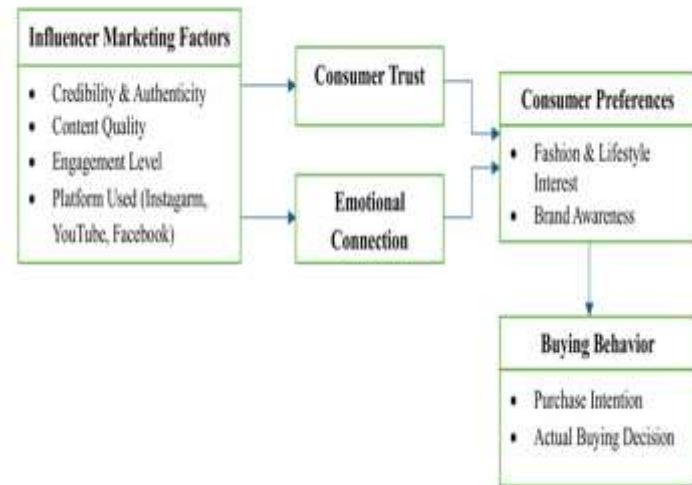 Influencer Marketing Factors
• Credibility & Authenticity
• Content Quality
• Engagement Level
• Platform Used (Instagarm,
YouTube, Facebook)
Consumer Trust
Emotional
Connection
Consumer Preferences
• Fashion & Lifestyle
Interest
• Brand Awareness
Buying Behavior
• Purchase Intention
• Actual Buying Decision